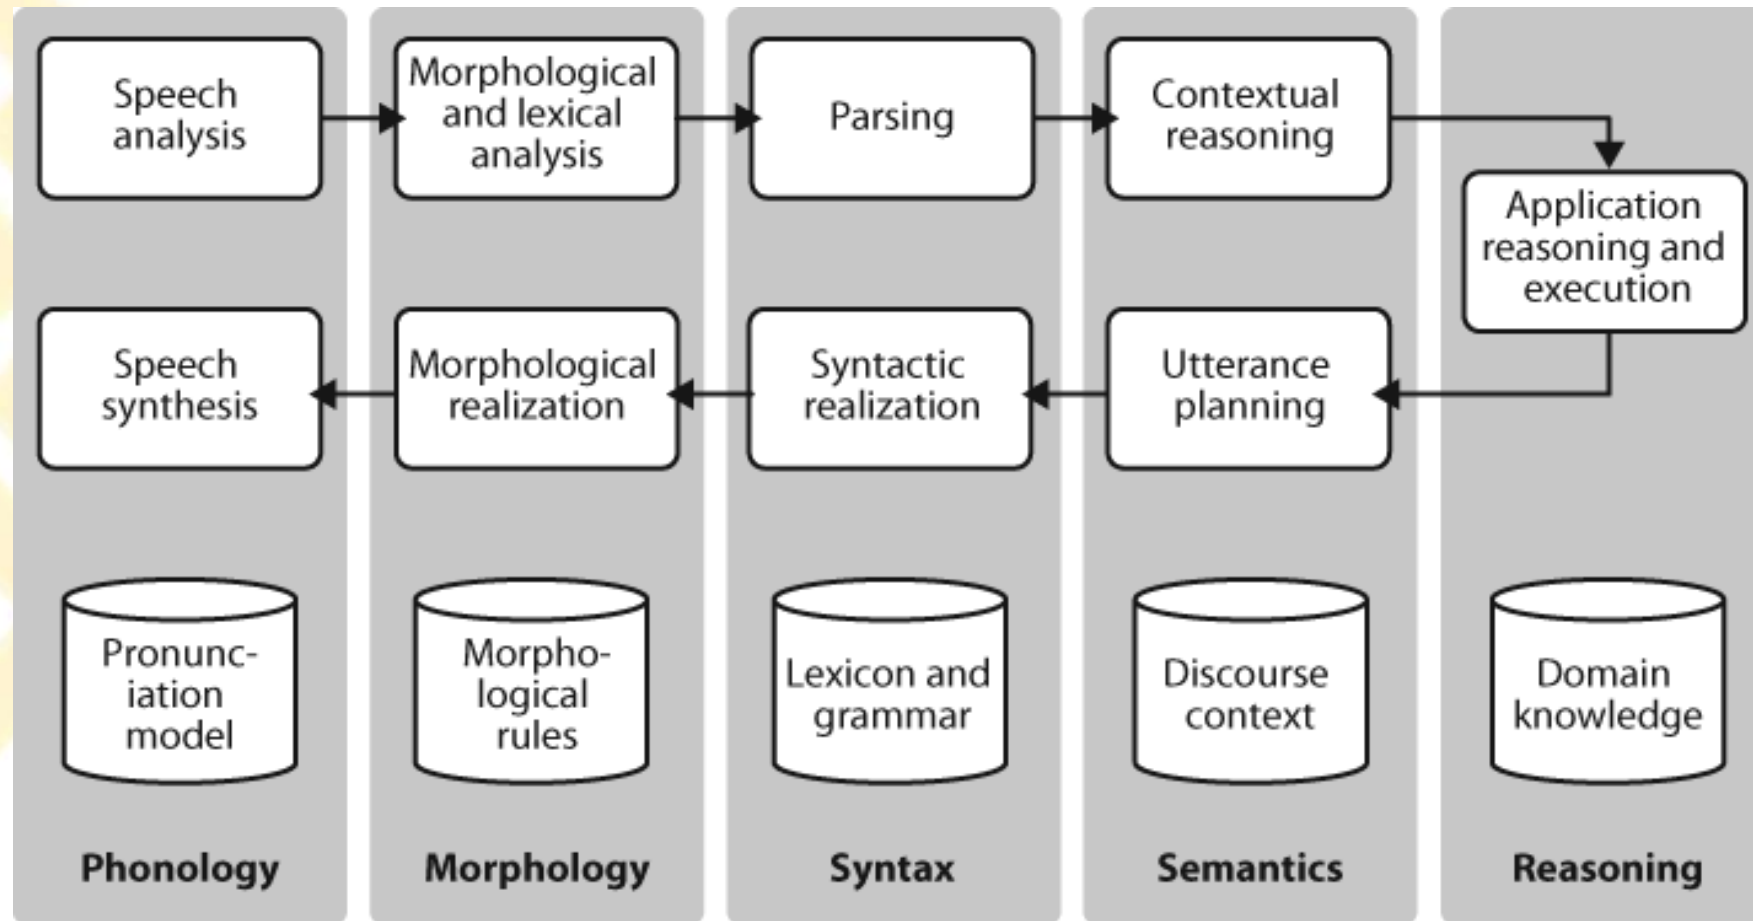 Speech
analysis
Morphological
and lexical
analysis
Parsing
Contextual
reasoning
Application
reasoning and
execution
Speech
synthesis
Morphological
realization
Syntactic
realization
Utterance
planning
Pronunc-
iation
model
Morpho-
logical
rules
Lexicon and
grammar
Discourse
context
Domain
knowledge
Phonology
Morphology
Syntax
Semantics
Reasoning